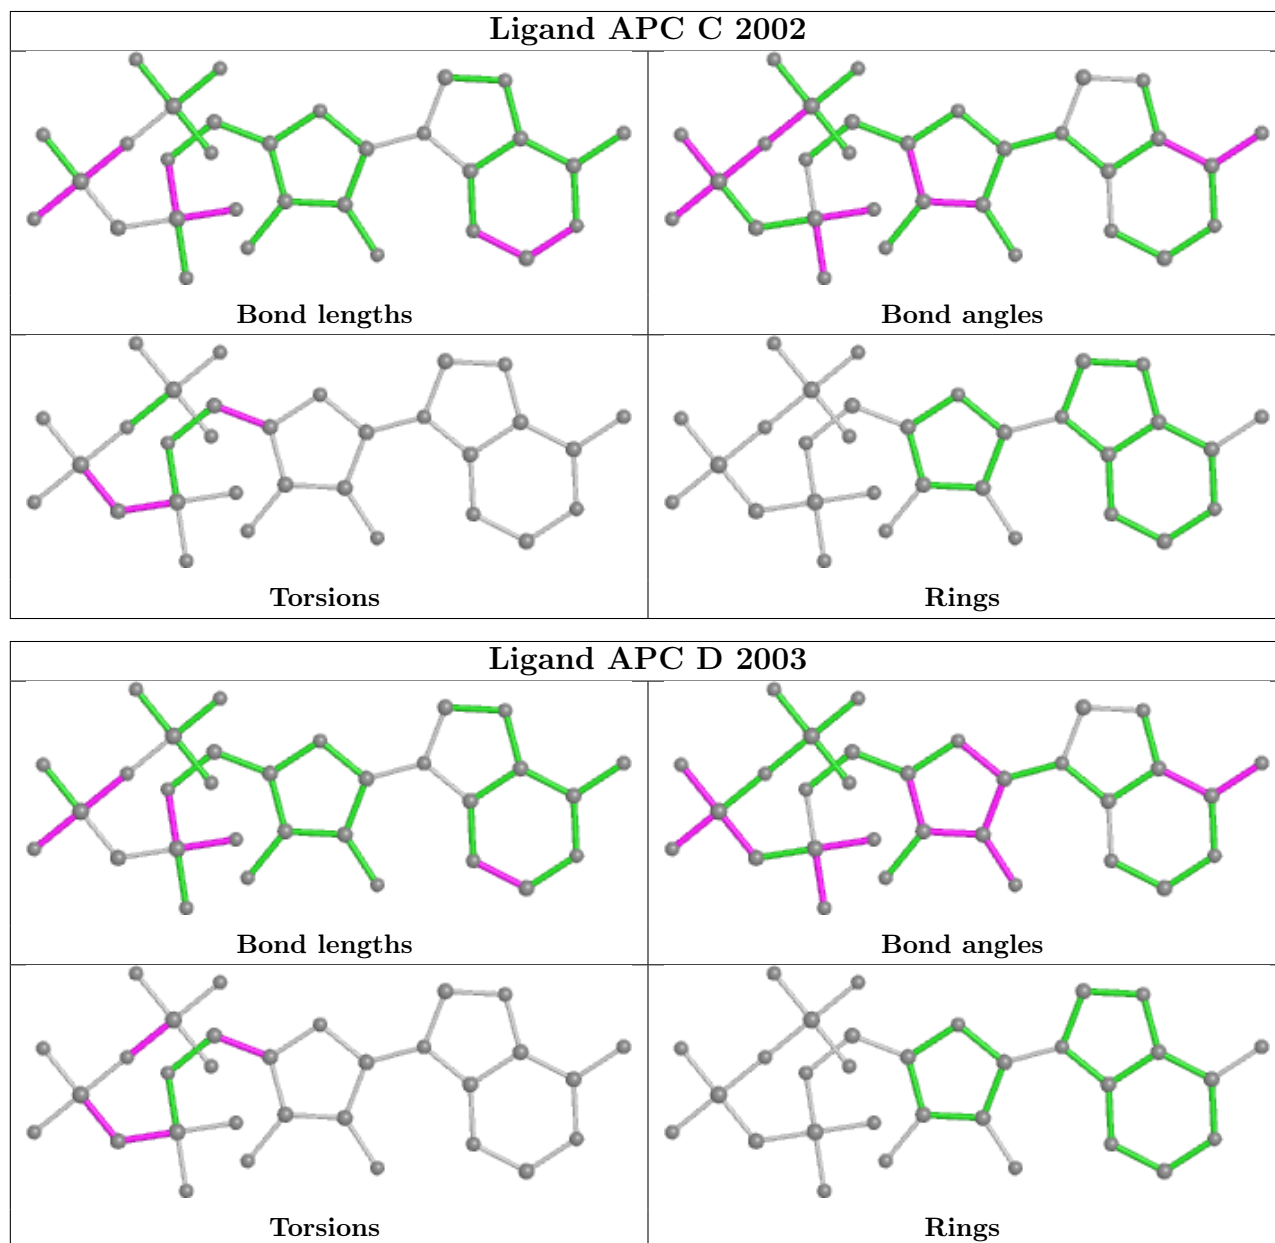 Ligand APC C 2002
Bond lengths
Bond angles
Torsions
Rings
Ligand APC D 2003
Bond lengths
Bond angles
Torsions
Rings